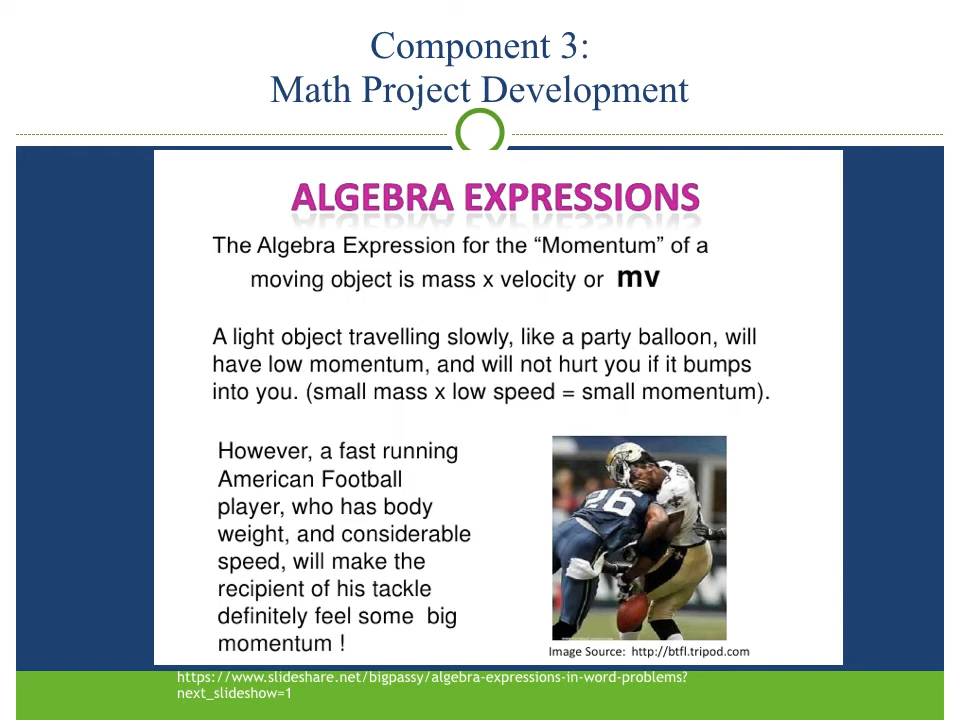 Component 3:
Math Project Development
ALGEBRA EXPRESSIONS
The Algebra Expression for the “Momentum” of a
moving object is mass x velocity or mv
A light object travelling slowly, like a party balloon, will
have low momentum, and will not hurt you if it bumps
into you. (small mass x low speed = small momentum).
However, a fast running
American Football
player, who has body
weight, and considerable
speed, will make the
recipient of his tackle
definitely feel some big
momentum !
26
Image Source: http://btfl.tripod.com
https://www.slideshare.net/bigpassy/algebra-expressions-in-word-problems?
next_slideshow=1